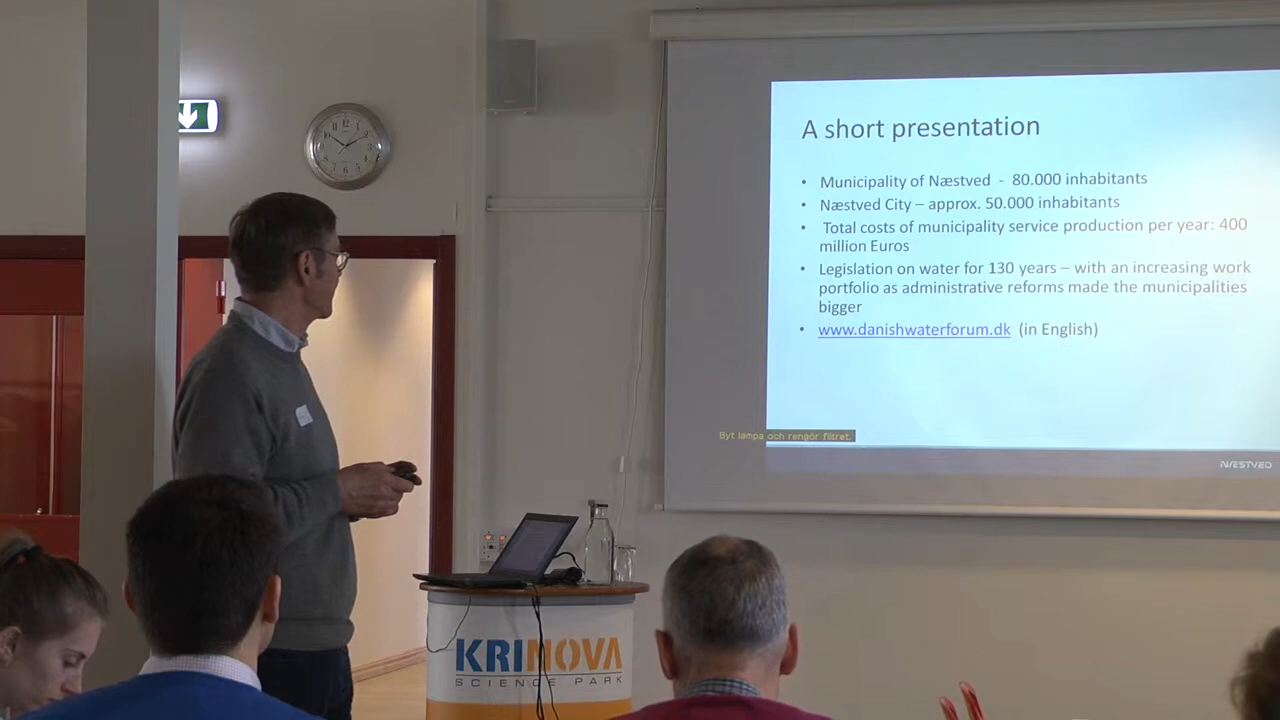 A short presentation
• Municipality of Næstved - 80.000 inhabitants
• Næstved City – approx. 50.000 inhabitants
• Total costs of municipality service production per year: 400
million Euros
• Legislation on water for 130 years – with an increasing work
portfolio as administrative reforms made the municipalities
bigger
• www.danishwaterforum.dk (in English)
Byt lampa och rengör filtret.
NÆSTVED
KRINOVA
SCIENCE PARK